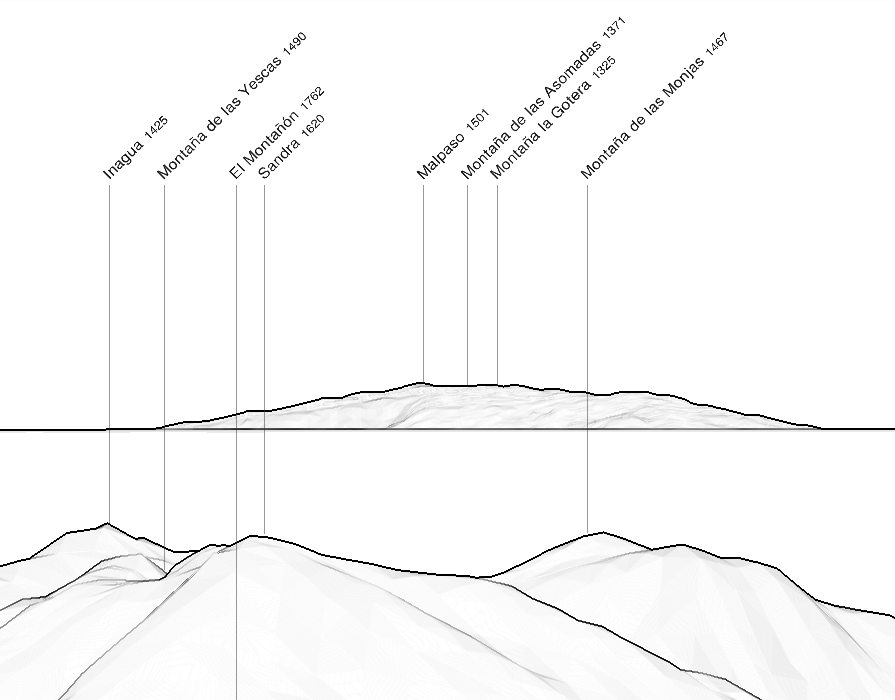 Inagua 1425
Montaña de las Yescas 1490
El Montañón 1762
Sandra 1620
Malpaso 1501
Montaña de las Asomadas 1371
Montaña la Gotera 1325
Montaña de las Monjas 1467